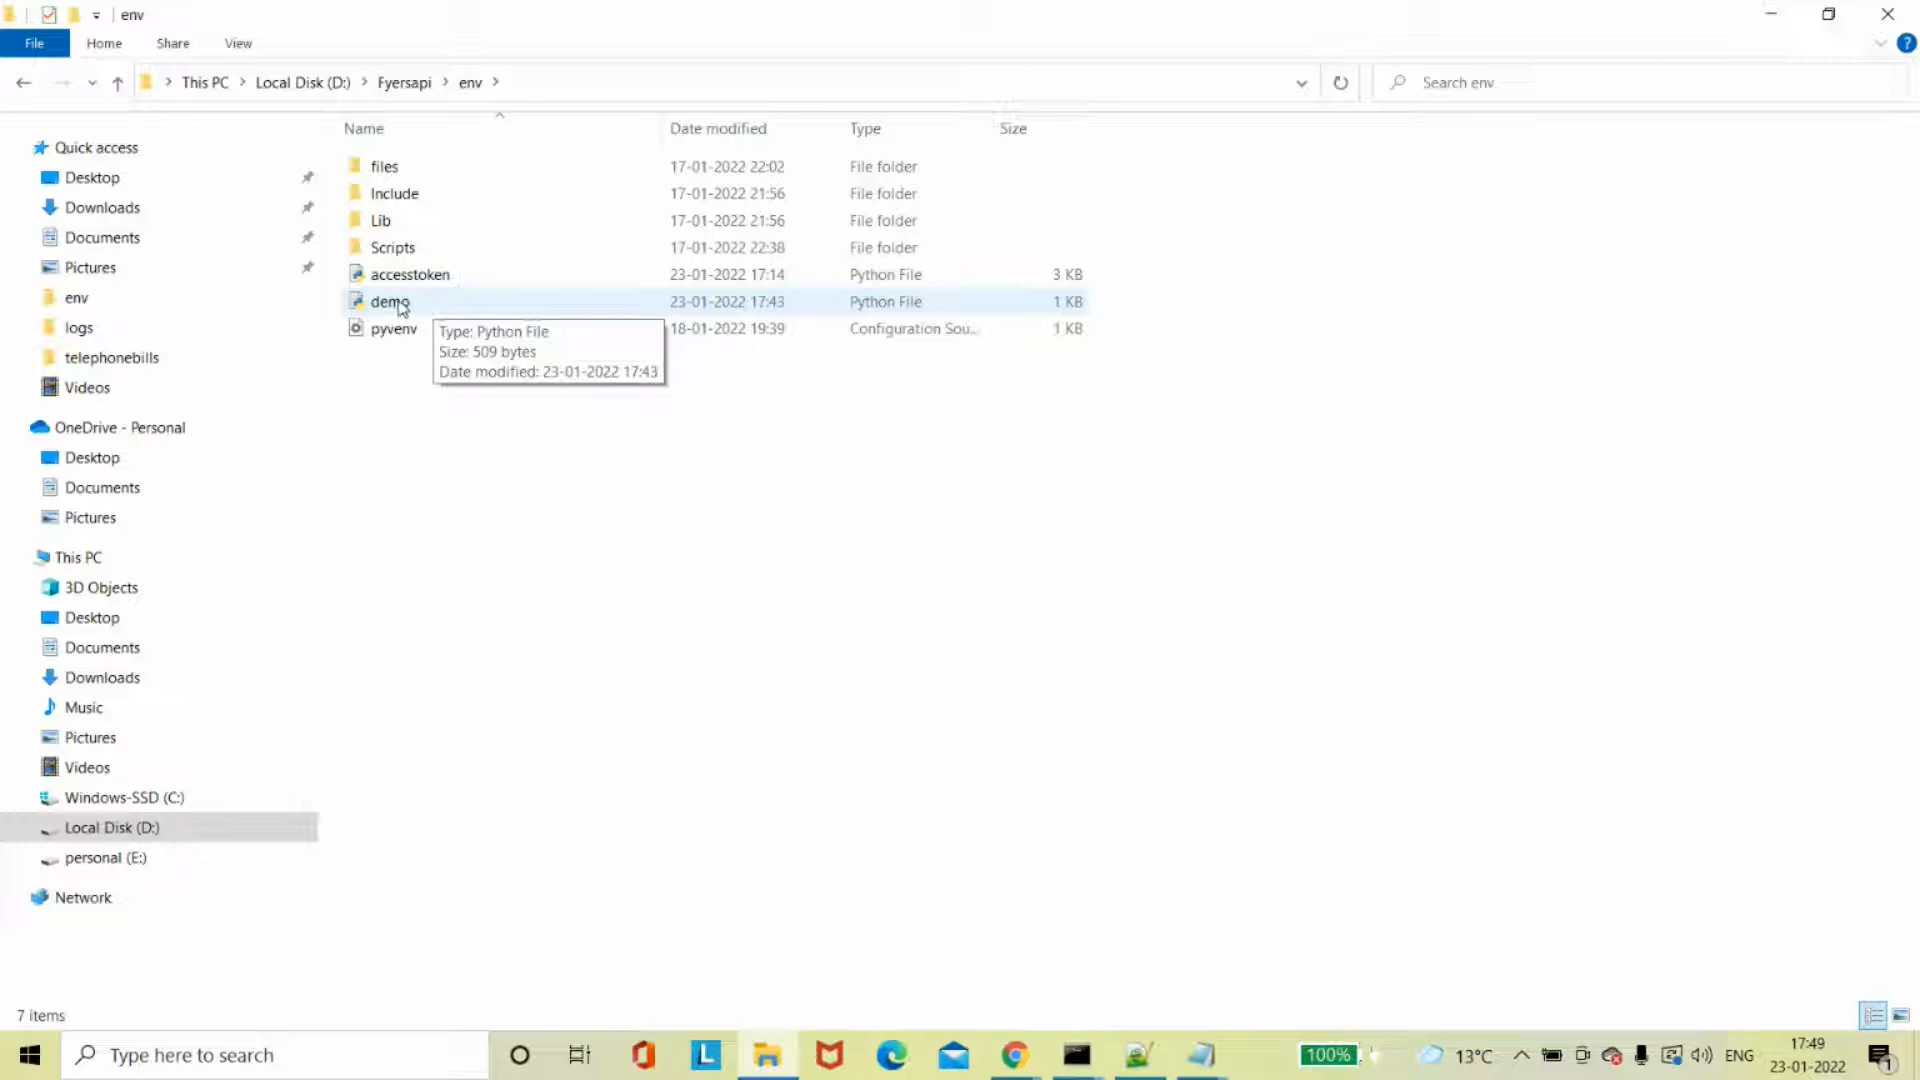 env
File Home Share View
This PC Local Disk (D:) Fyersapi env
Search env
Name Date modified Type Size
files 17-01-2022 22:02 File folder
Include 17-01-2022 21:56 File folder
Lib 17-01-2022 21:56 File folder
Scripts 17-01-2022 22:38 File folder
accesstoken 23-01-2022 17:14 Python File 3 KB
demo 23-01-2022 17:43 Python File 1 KB
pyvenv 18-01-2022 19:39 Configuration Sou... 1 KB
Type: Python File
Size: 509 bytes
Date modified: 23-01-2022 17:43
Quick access
Desktop
Downloads
Documents
Pictures
env
logs
telephonebills
Videos
OneDrive - Personal
Desktop
Documents
Pictures
This PC
3D Objects
Desktop
Documents
Downloads
Music
Pictures
Videos
Windows-SSD (C:)
Local Disk (D:)
personal (E:)
Network
7 items
Type here to search
L
100%
13°C
ENG
17:49
23-01-2022
1